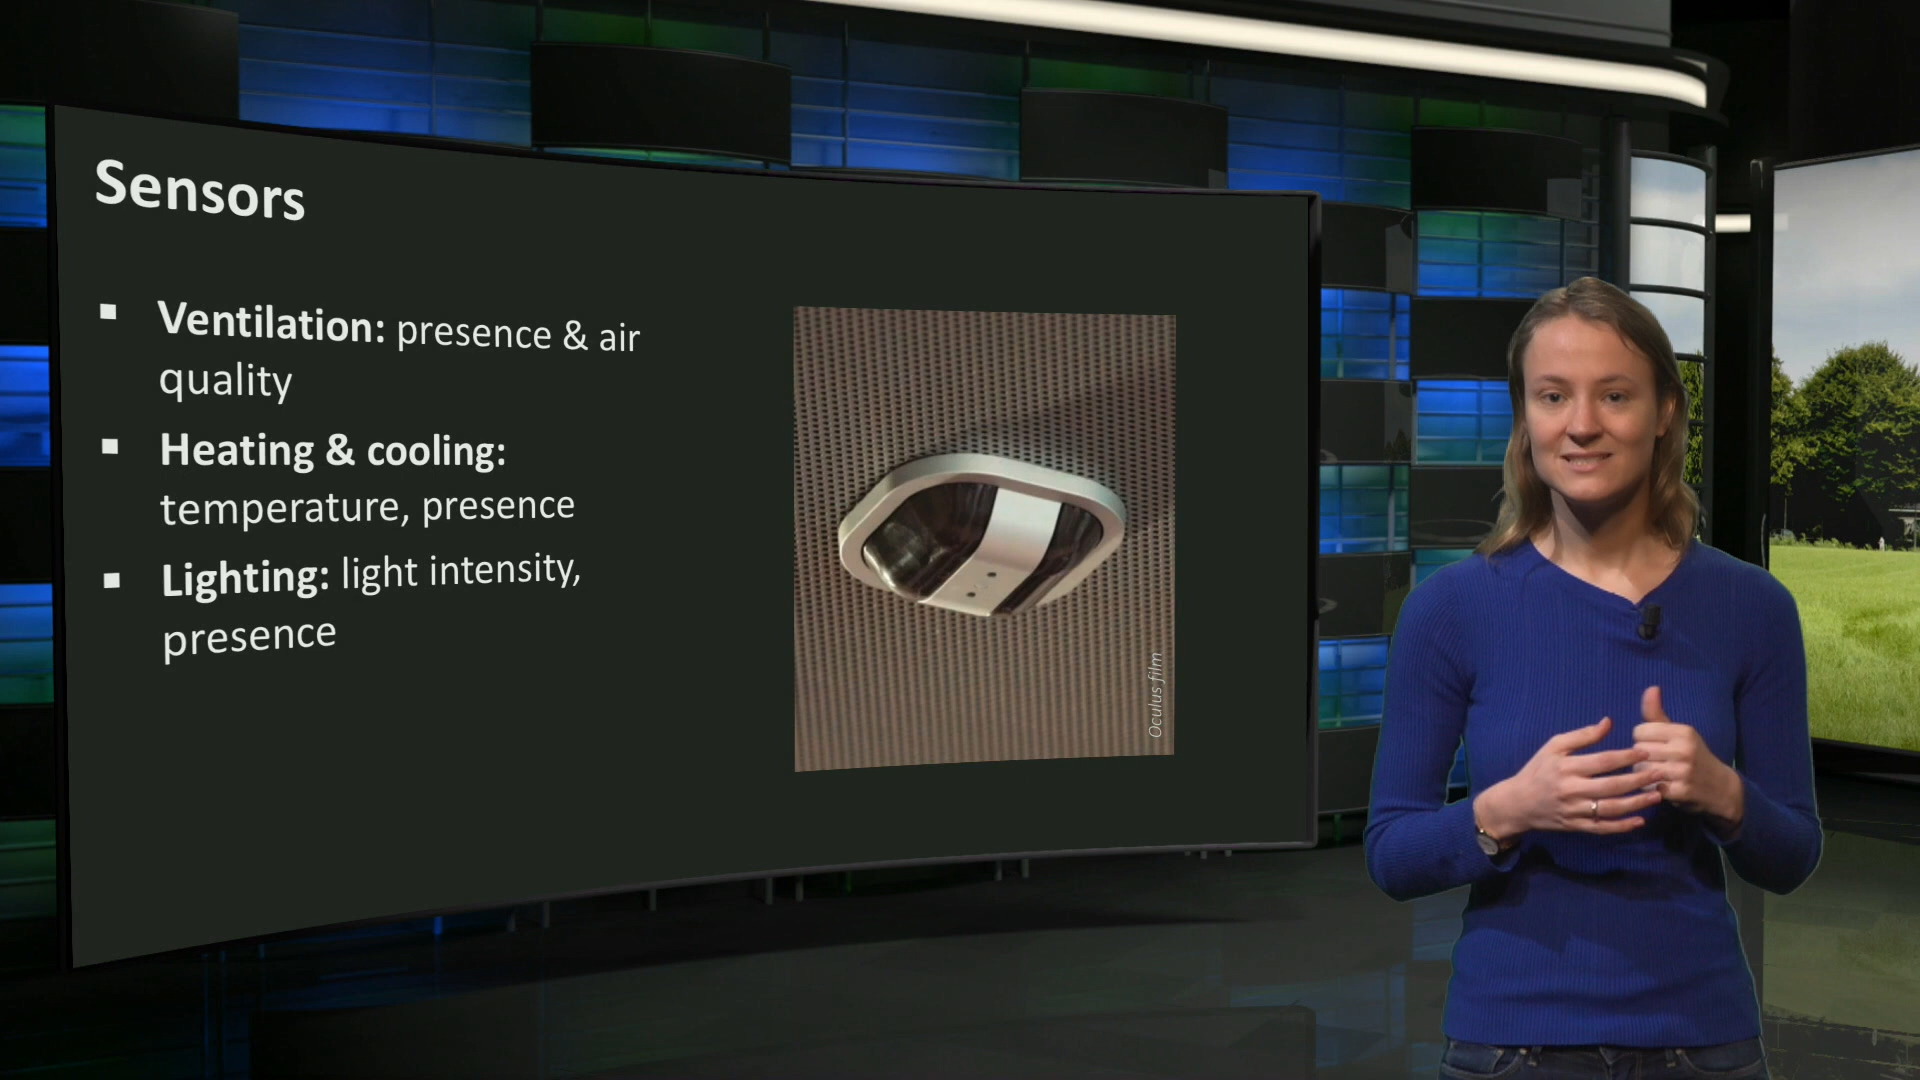 Sensors
▪ Ventilation: presence & air
quality
▪ Heating & cooling:
temperature, presence
▪ Lighting: light intensity,
presence
Oculus film